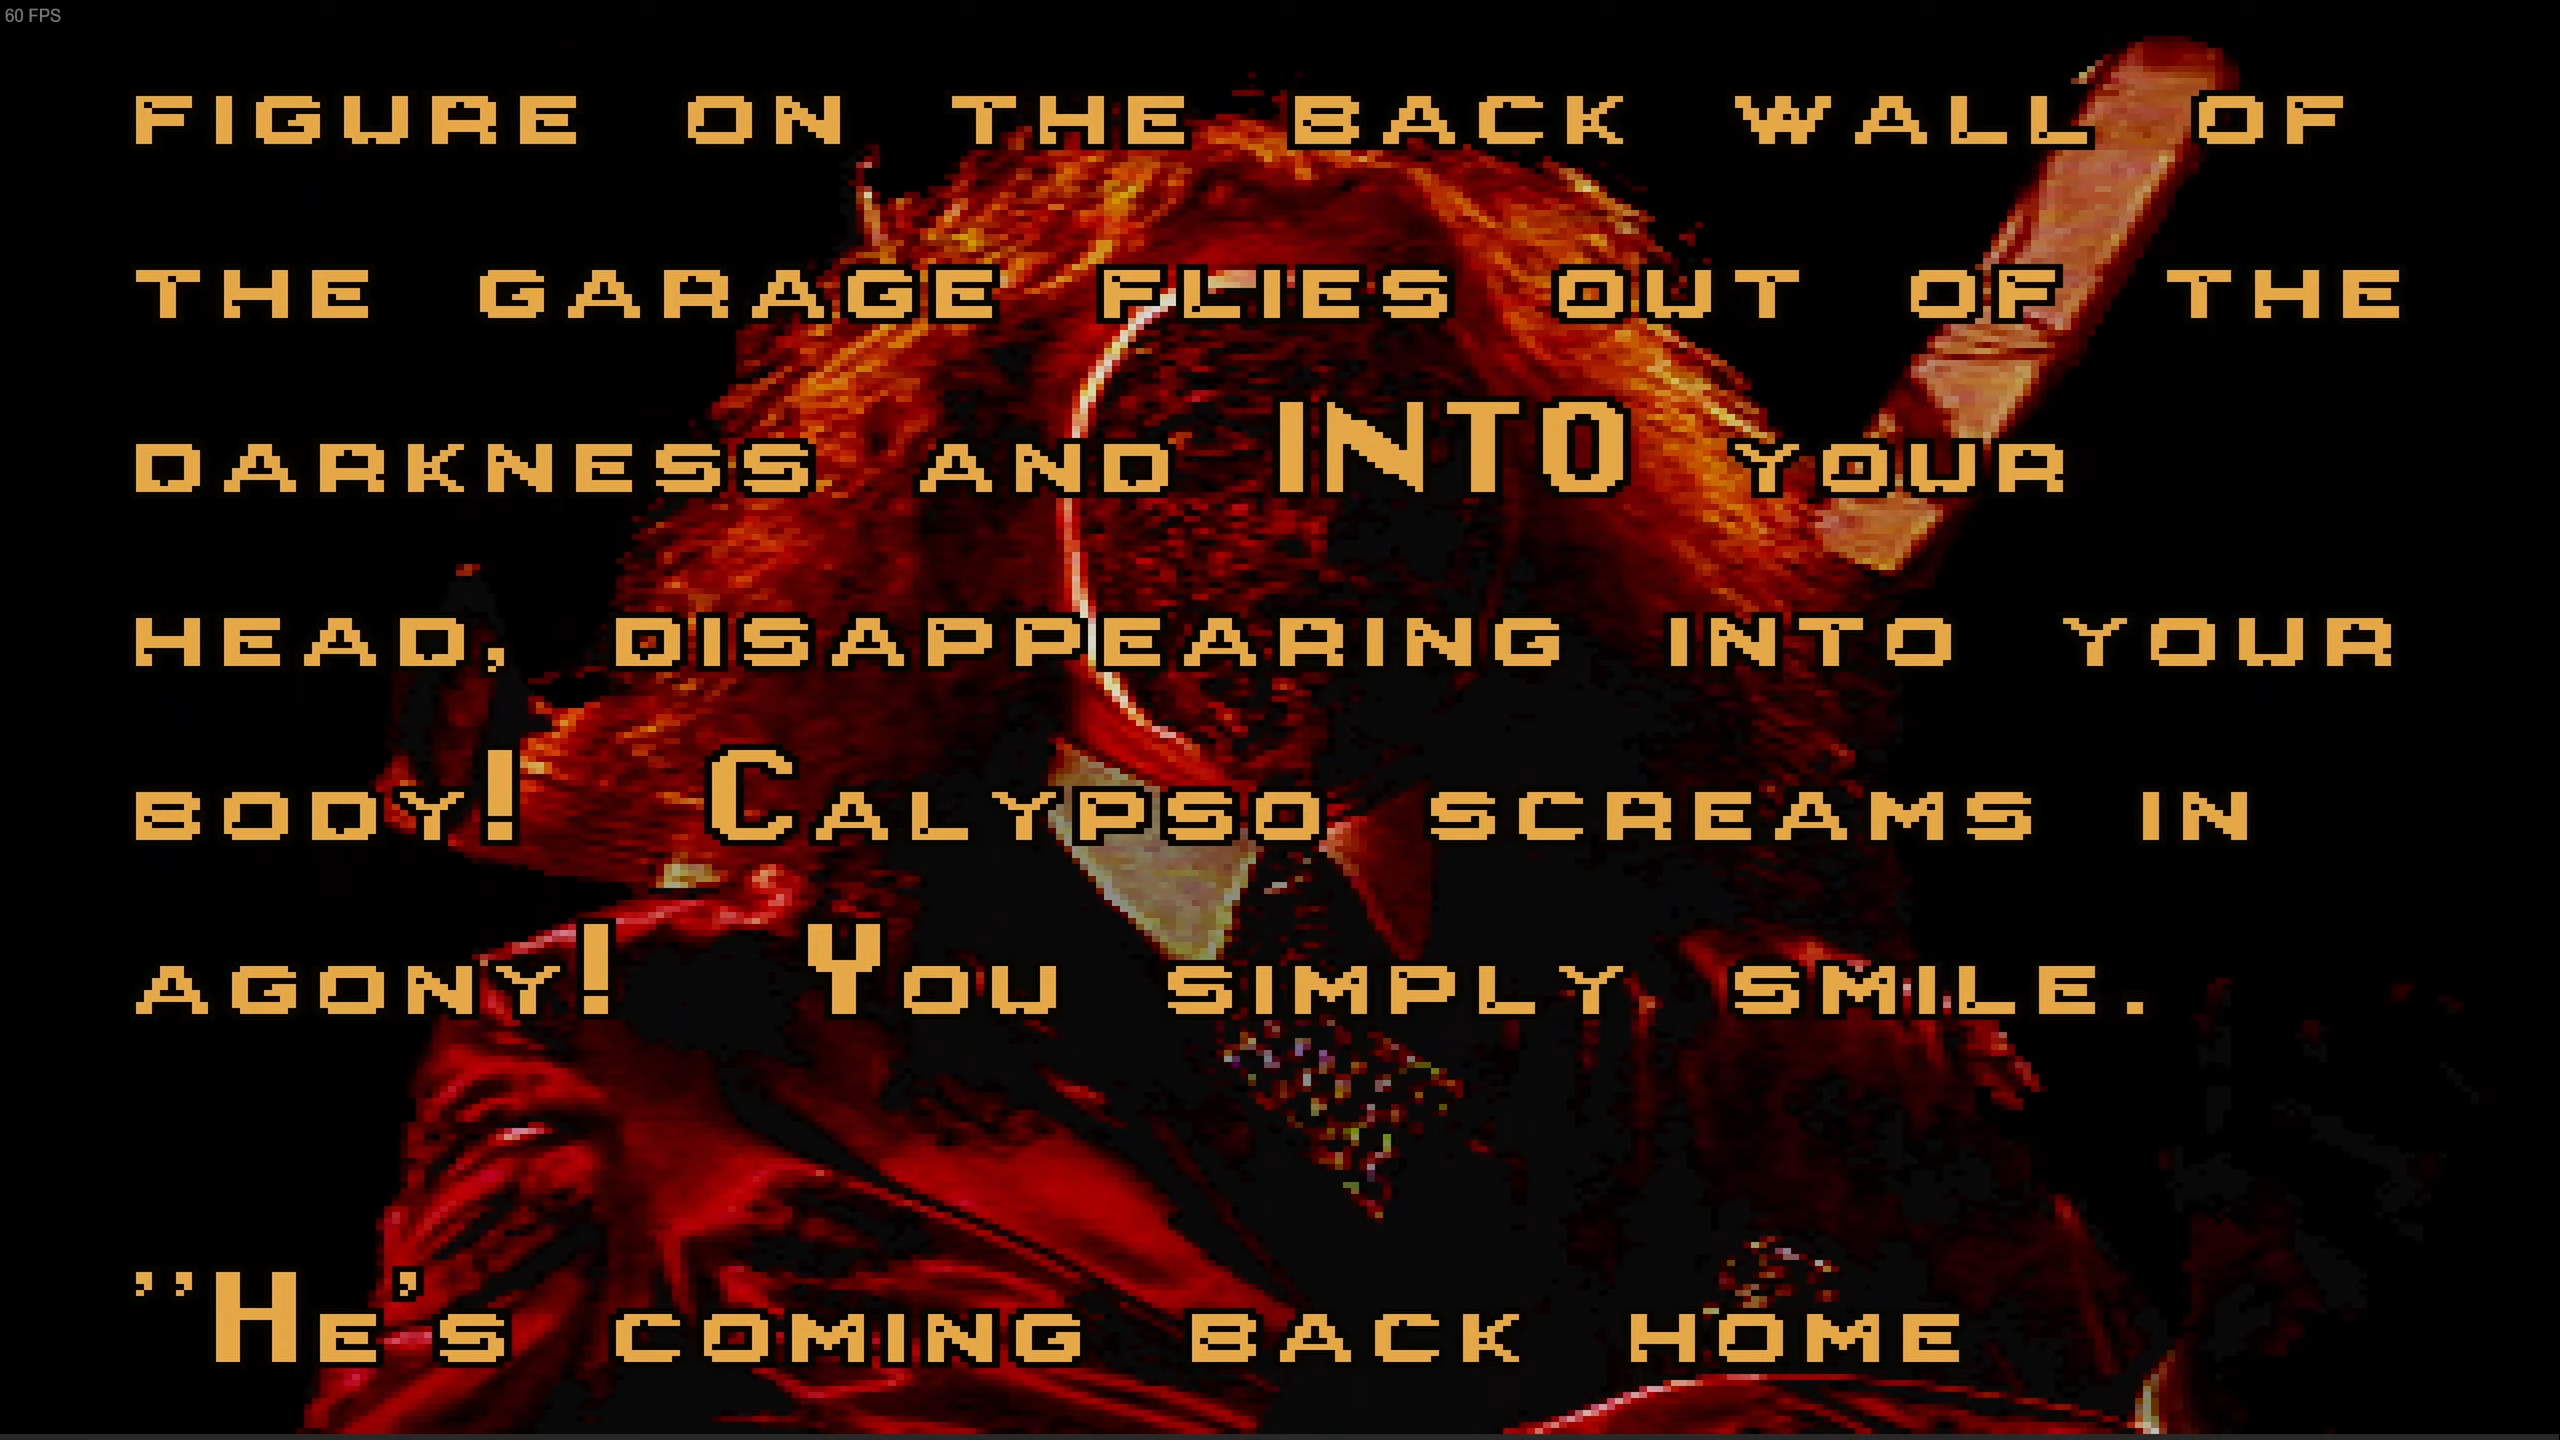 60 FPS
figure on the back wall of
the garage flies out of the
darkness and INTO your
head, disappearing into your
body! Calypso screams in
agony! You simply smile.
"He's coming back home